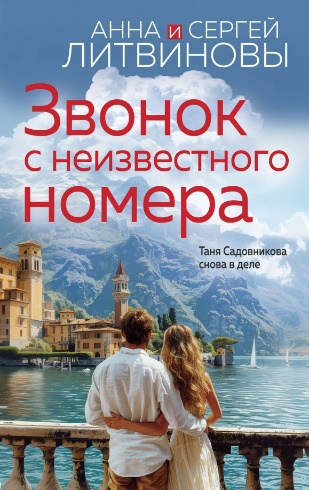 АННА И СЕРГЕЙ
ЛИТВИНОВЫ
Звонок
с неизвестного
номера
Таня Садовникова
снова в деле